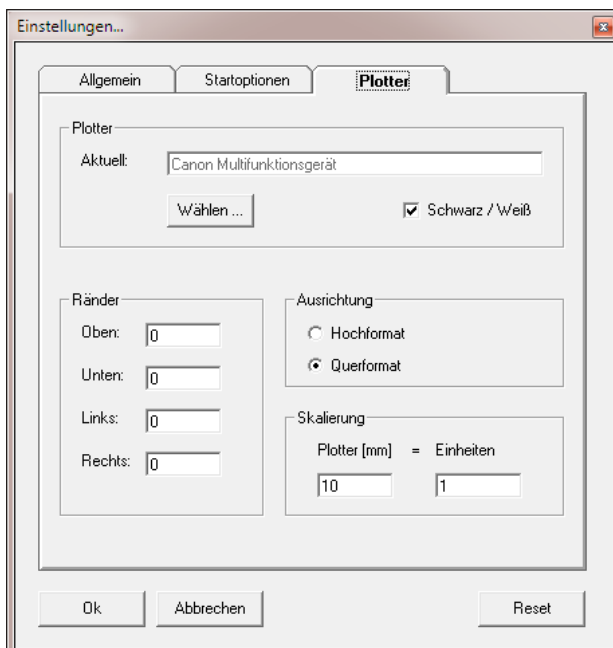 Einstellungen...
Allgemein Startoptionen Plotter
Plotter
Aktuell: Canon Multifunktionsgerät
Wählen ... Schwarz / Weiß
Ränder
Oben: 0
Unten: 0
Links: 0
Rechts: 0
Ausrichtung
Hochformat
Querformat
Skalierung
Plotter [mm] = Einheiten
10 1
Ok Abbrechen Reset